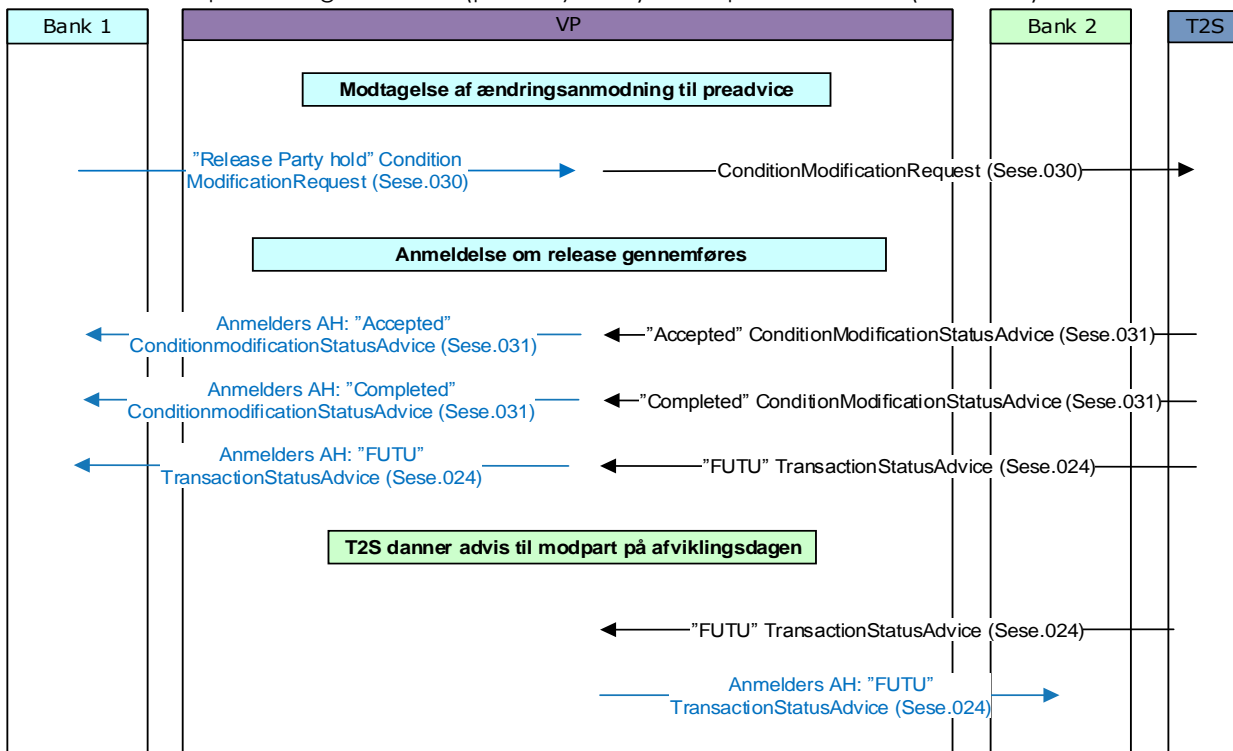 Bank 1
VP
Bank 2
T2S
Modtagelse af ændringsanmodning til preadvice
”Release Party hold” Condition
ModificationRequest (Sese.030)
ConditionModificationRequest (Sese.030)
Anmeldelse om release gennemføres
Anmelders AH: ”Accepted”
ConditionmodificationStatusAdvice (Sese.031)
”Accepted” ConditionModificationStatusAdvice (Sese.031)
Anmelders AH: ”Completed”
ConditionmodificationStatusAdvice (Sese.031)
”Completed” ConditionModificationStatusAdvice (Sese.031)
Anmelders AH: ”FUTU”
TransactionStatusAdvice (Sese.024)
”FUTU” TransactionStatusAdvice (Sese.024)
T2S danner advis til modpart på afviklingsdagen
”FUTU” TransactionStatusAdvice (Sese.024)
Anmelders AH: ”FUTU”
TransactionStatusAdvice (Sese.024)